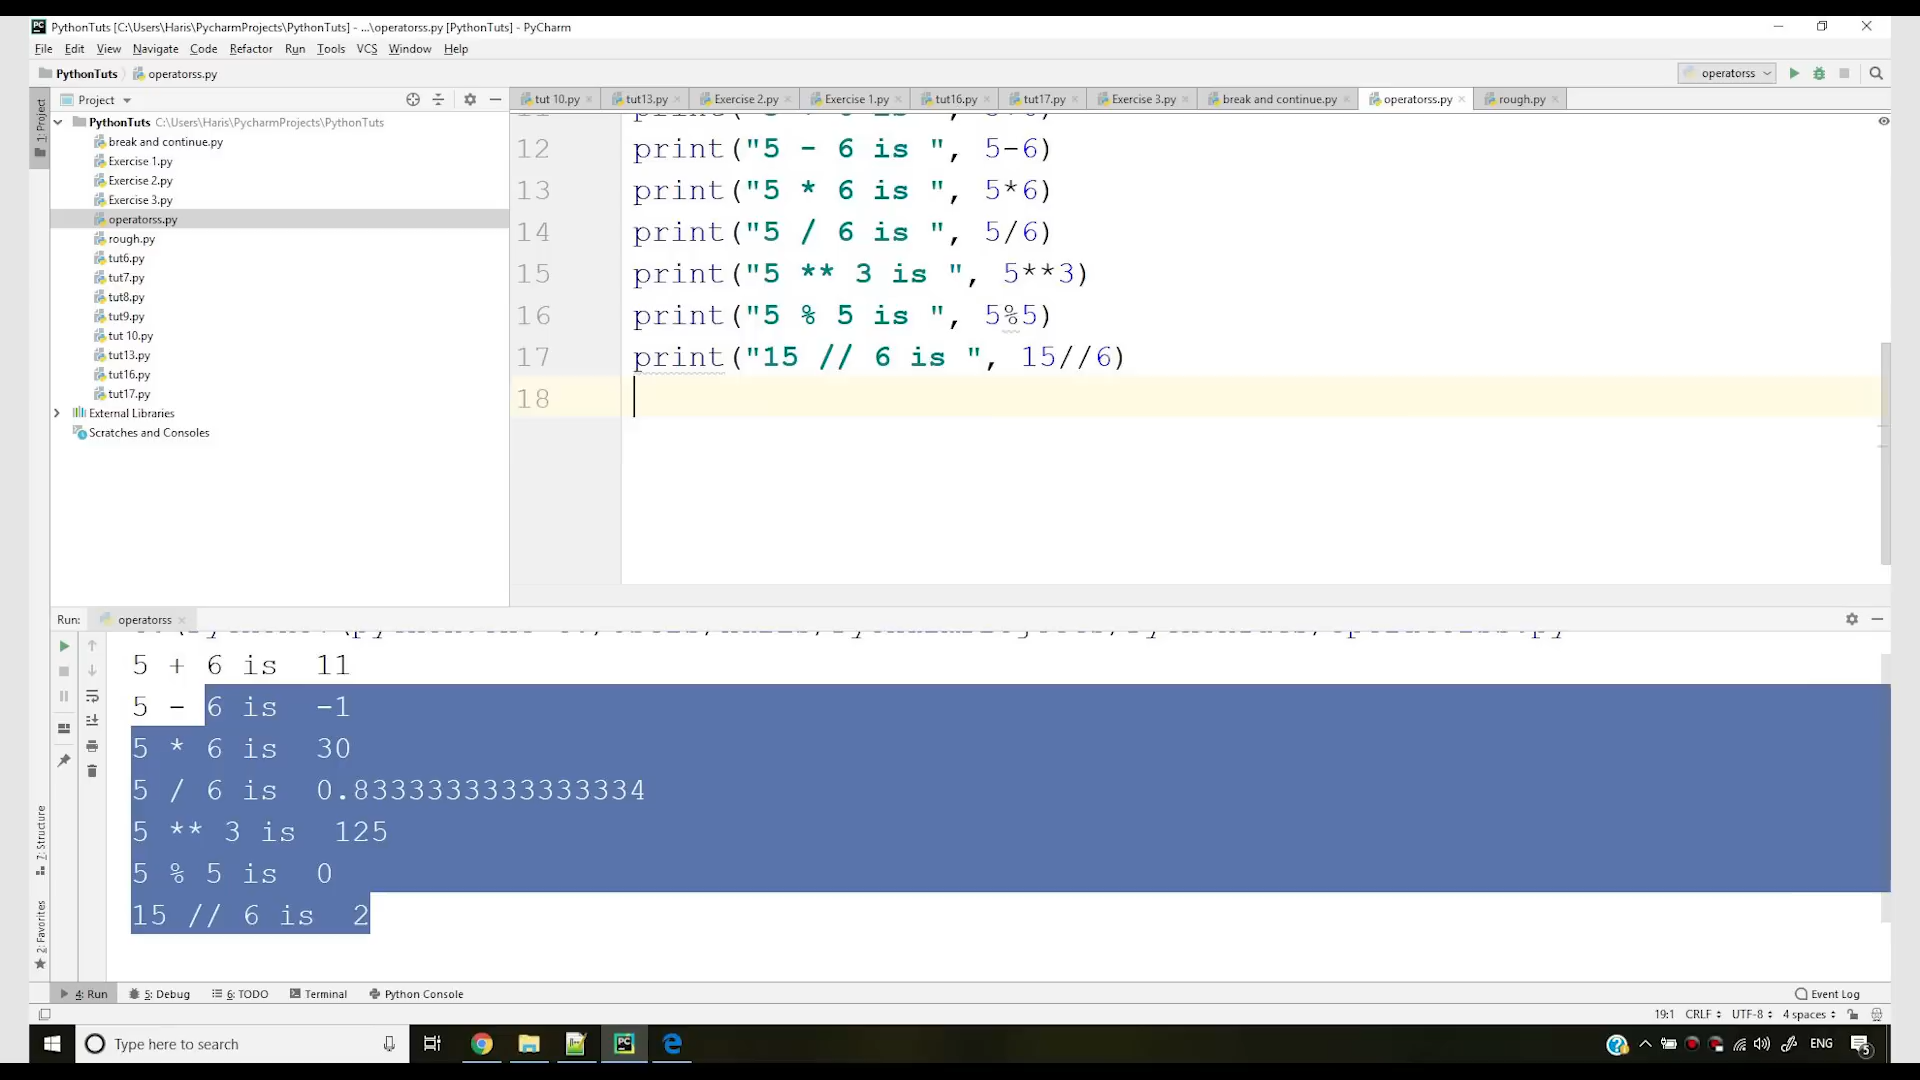 PythonTuts [C:\Users\Haris\PycharmProjects\PythonTuts] - ...\operatorss.py [PythonTuts] - PyCharm
File Edit View Navigate Code Refactor Run Tools VCS Window Help
PythonTuts operatorss.py
operatorss
1: Project
Project
tut 10.py tut13.py Exercise 2.py Exercise 1.py tut16.py tut17.py Exercise 3.py break and continue.py operatorss.py rough.py
PythonTuts C:\Users\Haris\PycharmProjects\PythonTuts
break and continue.py
Exercise 1.py
Exercise 2.py
Exercise 3.py
operatorss.py
rough.py
tut6.py
tut7.py
tut8.py
tut9.py
tut 10.py
tut13.py
tut16.py
tut17.py
External Libraries
Scratches and Consoles
12 print("5 - 6 is ", 5-6)
13 print("5 * 6 is ", 5*6)
14 print("5 / 6 is ", 5/6)
15 print("5 ** 3 is ", 5**3)
16 print("5 % 5 is ", 5%5)
17 print("15 // 6 is ", 15//6)
18
Run: operatorss
5 + 6 is  11
5 - 6 is  -1
5 * 6 is  30
5 / 6 is  0.8333333333333334
5 ** 3 is  125
5 % 5 is  0
15 // 6 is  2
7: Structure
2: Favorites
4: Run 5: Debug 6: TODO Terminal Python Console Event Log
19:1 CRLF UTF-8 4 spaces
Type here to search
ENG
5